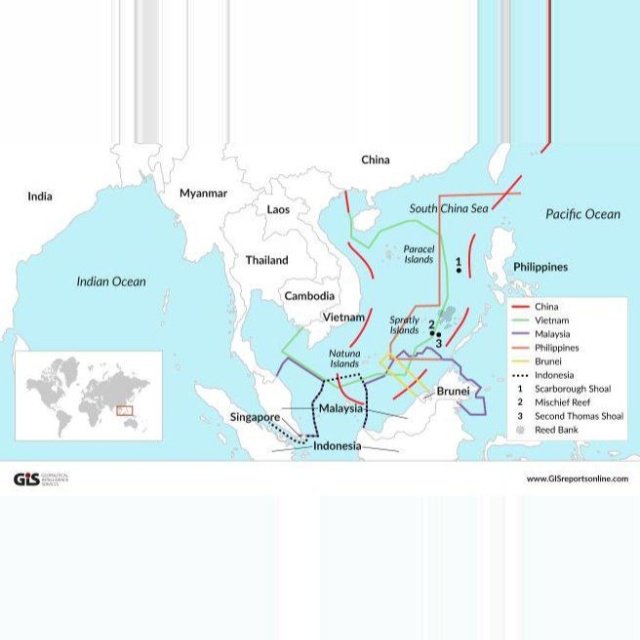 China
India
Myanmar
Laos
South China Sea
Pacific Ocean
Paracel
Islands
Thailand
1
Philippines
Indian Ocean
Cambodia
Vietnam
Spratly
Islands
2
3
Natuna
Islands
Brunei
Malaysia
Singapore
Indonesia
China
Vietnam
Malaysia
Philippines
Brunei
Indonesia
1 Scarborough Shoal
2 Mischief Reef
3 Second Thomas Shoal
Reed Bank
GIS
GEOPOLITICAL
INTELLIGENCE
SERVICES
www.GISreportsonline.com